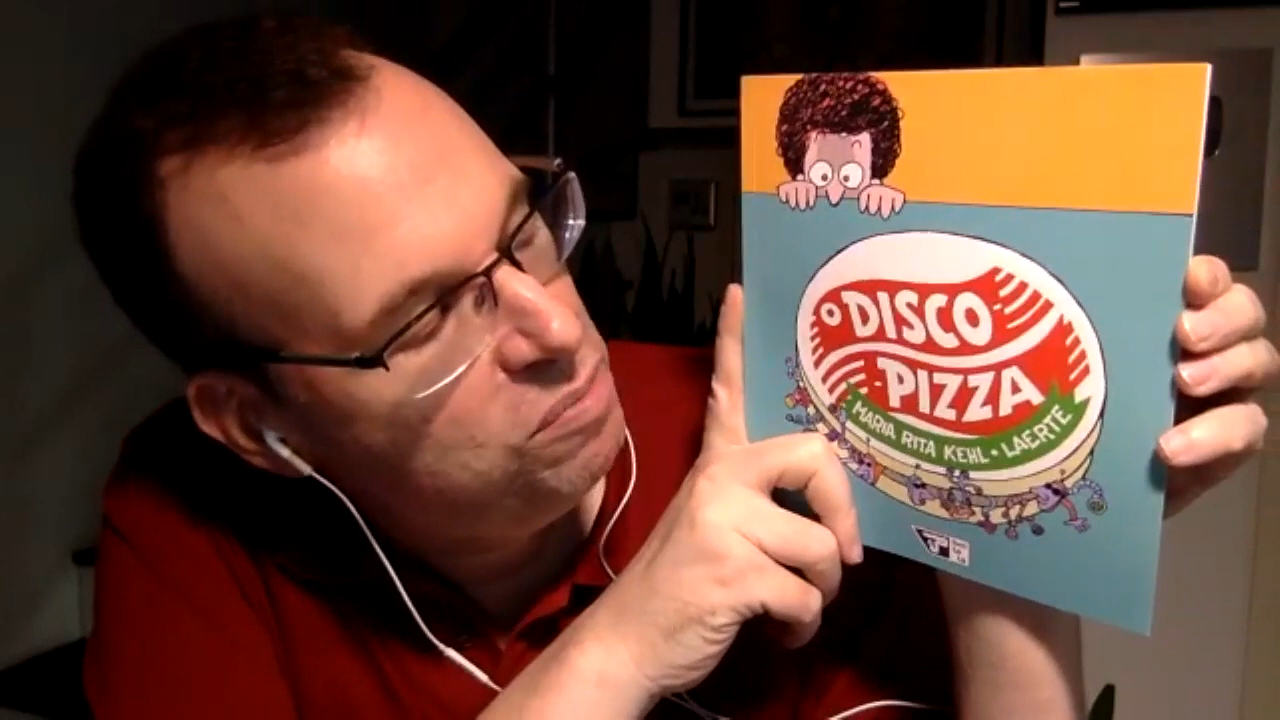 O DISCO
PIZZA
MARIA RITA KEHL • LAERTE